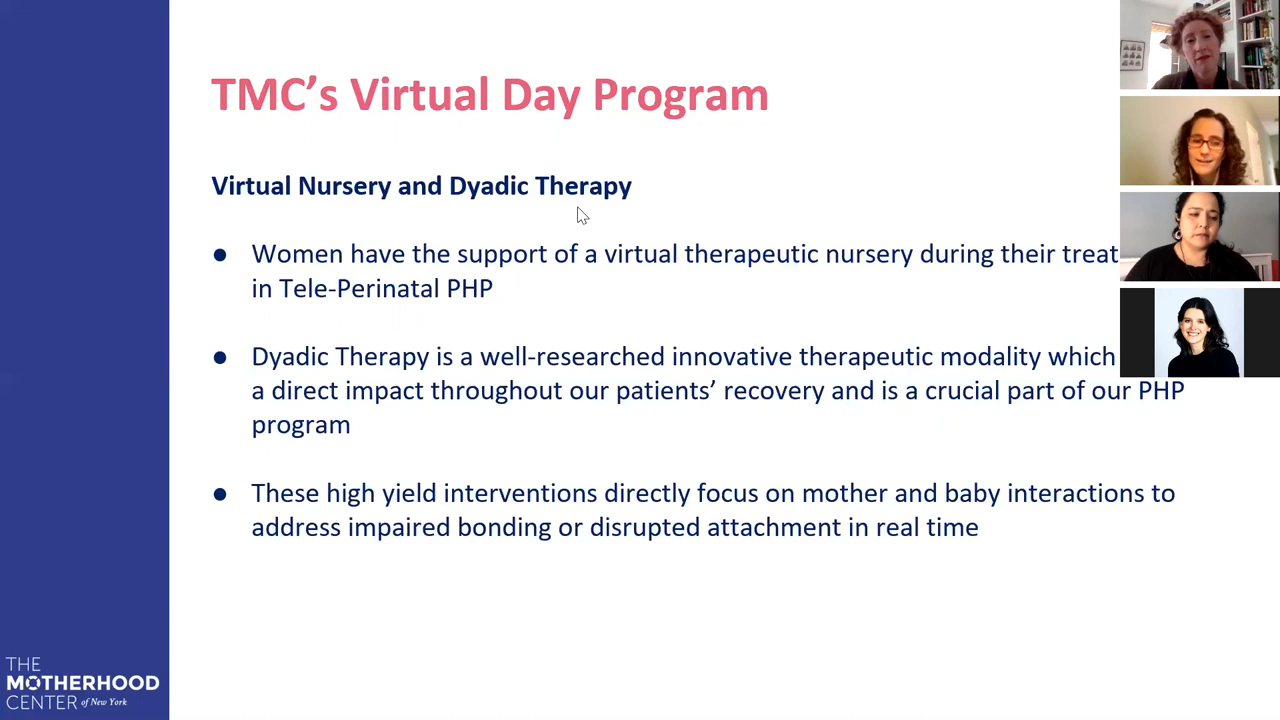 TMC’s Virtual Day Program
Virtual Nursery and Dyadic Therapy
● Women have the support of a virtual therapeutic nursery during their treat
in Tele-Perinatal PHP
● Dyadic Therapy is a well-researched innovative therapeutic modality which
a direct impact throughout our patients’ recovery and is a crucial part of our PHP
program
● These high yield interventions directly focus on mother and baby interactions to
address impaired bonding or disrupted attachment in real time
THE
MOTHERHOOD
CENTER of New York